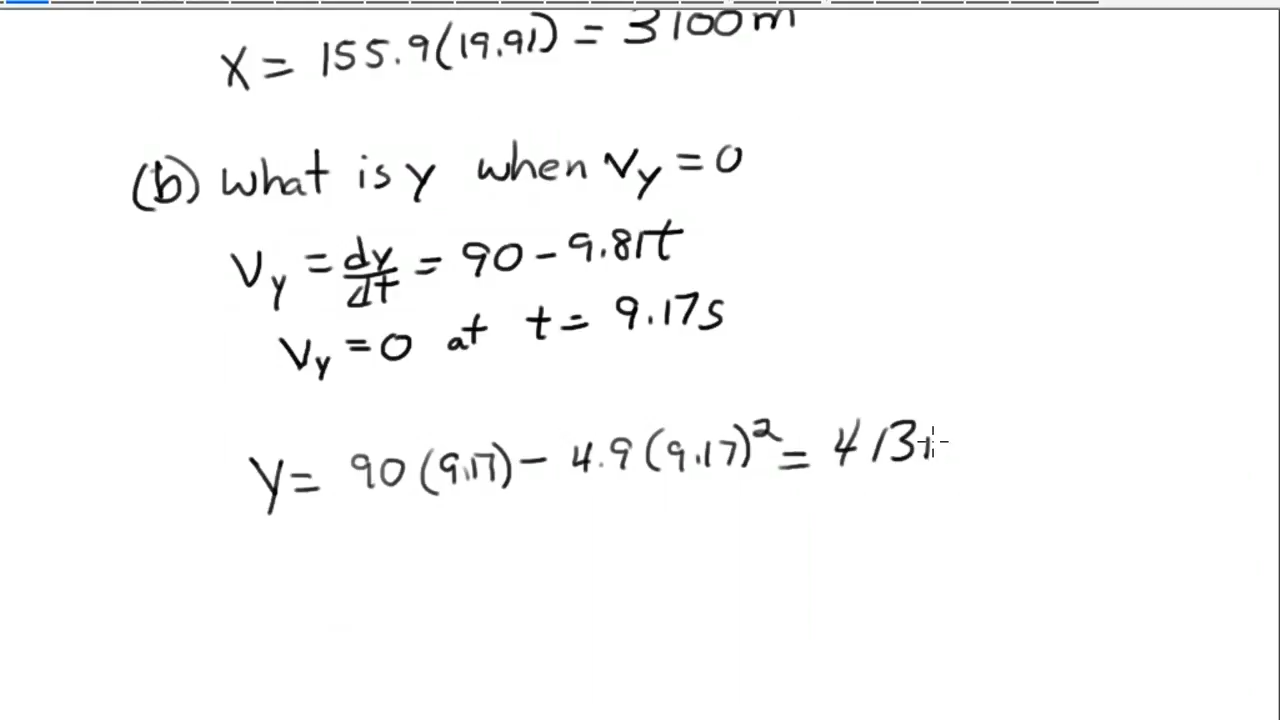 x = 155.9(19.91) = 3100m
(b) What is y when Vy = 0
Vy = dy/dt = 90 - 9.81t
Vy = 0 at t = 9.17s
y = 90(9.17) - 4.9(9.17)² = 413